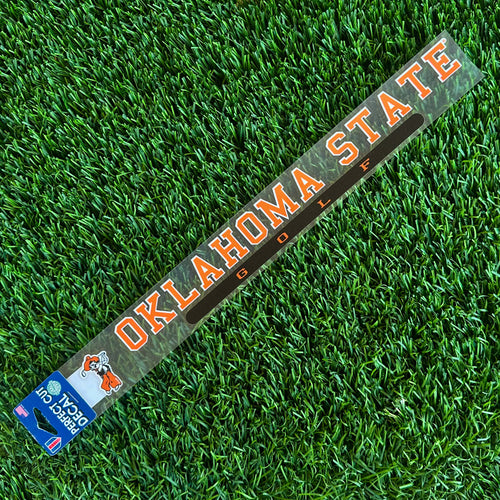 OKLAHOMA STATE
GOLF
PERFECT CUT
DECAL